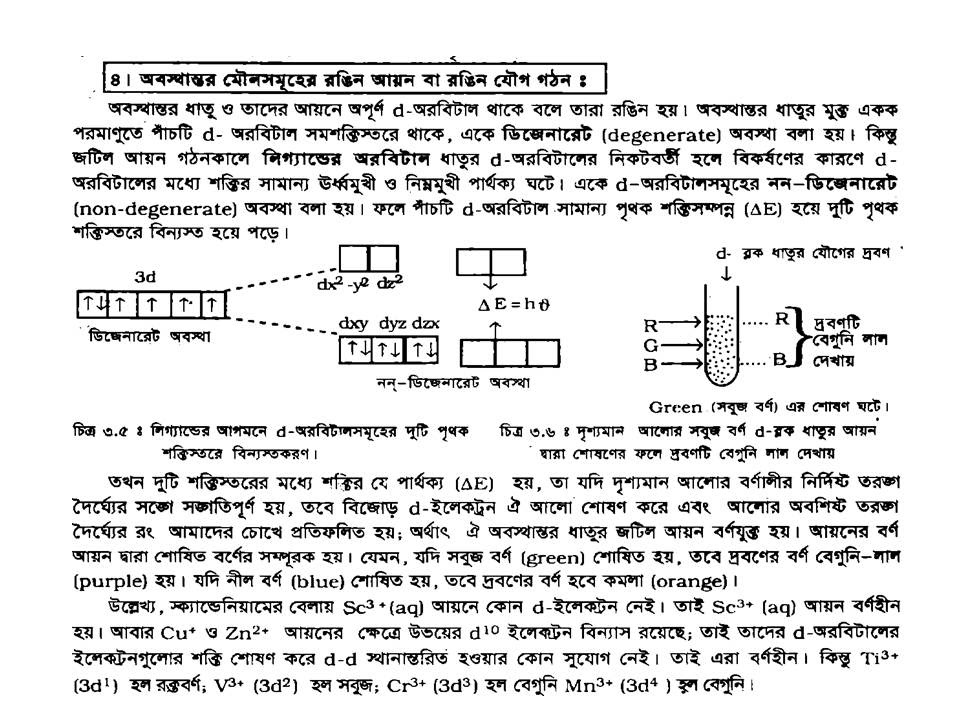 ৪। অবস্থান্তর মৌলসমূহের রঙিন আয়ন বা রঙিন যৌগ গঠন :
অবস্থান্তর ধাতু ও তাদের আয়নে অপূর্ণ d-অরবিটাল থাকে বলে তারা রঙিন হয়। অবস্থান্তর ধাতুর মুক্ত একক
পরমাণুতে পাঁচটি d- অরবিটাল সমশক্তিস্তরে থাকে, একে ডিজেনারেট (degenerate) অবস্থা বলা হয়। কিন্তু
জটিল আয়ন গঠনকালে লিগ্যান্ডের অরবিটাল ধাতুর d-অরবিটালের নিকটবর্তী হলে বিকর্ষণের কারণে d-
অরবিটালের মধ্যে শক্তির সামান্য ঊর্ধ্বমুখী ও নিম্নমুখী পার্থক্য ঘটে। একে d–অরবিটালসমূহের নন–ডিজেনারেট
(non-degenerate) অবস্থা বলা হয়। ফলে পাঁচটি d-অরবিটাল সামান্য পৃথক শক্তিসম্পন্ন (ΔE) হয়ে দুটি পৃথক
শক্তিস্তরে বিন্যস্ত হয়ে পড়ে।
d- ব্লক ধাতুর যৌগের দ্রবণ
↓
3d
dx² -y² dz²
↑↓ ↑ ↑ ↑ ↑
ডিজেনারেট অবস্থা
ΔE=hϑ
dxy dyz dzx
↑↓ ↑↓ ↑↓
নন্-ডিজেনারেট অবস্থা
R
G
B
R
B
দ্রবণটি
বেগুনি লাল
দেখায়
Green (সবুজ বর্ণ) এর শোষণ ঘটে।
চিত্র ৩.৫ : লিগ্যান্ডের আগমনে d-অরবিটালসমূহের দুটি পৃথক
শক্তিস্তরে বিন্যস্তকরণ।
চিত্র ৩.৬ : দৃশ্যমান আলোর সবুজ বর্ণ d-ব্লক ধাতুর আয়ন
দ্বারা শোষণের ফলে দ্রবণটি বেগুনি লাল দেখায়
তখন দুটি শক্তিস্তরের মধ্যে শক্তির যে পার্থক্য (ΔE) হয়, তা যদি দৃশ্যমান আলোর বর্ণালীর নির্দিষ্ট তরঙ্গ
দৈর্ঘ্যের সঙ্গে সঙ্গতিপূর্ণ হয়, তবে বিজোড় d-ইলেকট্রন ঐ আলো শোষণ করে এবং আলোর অবশিষ্ট তরঙ্গ
দৈর্ঘ্যের রং আমাদের চোখে প্রতিফলিত হয়; অর্থাৎ ঐ অবস্থান্তর ধাতুর জটিল আয়ন বর্ণযুক্ত হয়। আয়নের বর্ণ
আয়ন দ্বারা শোষিত বর্ণের সম্পূরক হয়। যেমন, যদি সবুজ বর্ণ (green) শোষিত হয়, তবে দ্রবণের বর্ণ বেগুনি–লাল
(purple) হয়। যদি নীল বর্ণ (blue) শোষিত হয়, তবে দ্রবণের বর্ণ হবে কমলা (orange)।
উল্লেখ্য, স্ক্যান্ডেনিয়ামের বেলায় Sc³⁺(aq) আয়নে কোন d-ইলেকট্রন নেই। তাই Sc³⁺ (aq) আয়ন বর্ণহীন
হয়। আবার Cu⁺ ও Zn²⁺ আয়নের ক্ষেত্রে উভয়ের d¹⁰ ইলেকট্রন বিন্যাস রয়েছে; তাই তাদের d-অরবিটালের
ইলেকট্রনগুলোর শক্তি শোষণ করে d-d স্থানান্তরিত হওয়ার কোন সুযোগ নেই। তাই এরা বর্ণহীন। কিন্তু Ti³⁺
(3d¹) হল রক্তবর্ণ; V³⁺ (3d²) হল সবুজ; Cr³⁺ (3d³) হল বেগুনি Mn³⁺ (3d⁴ ) হল বেগুনি।